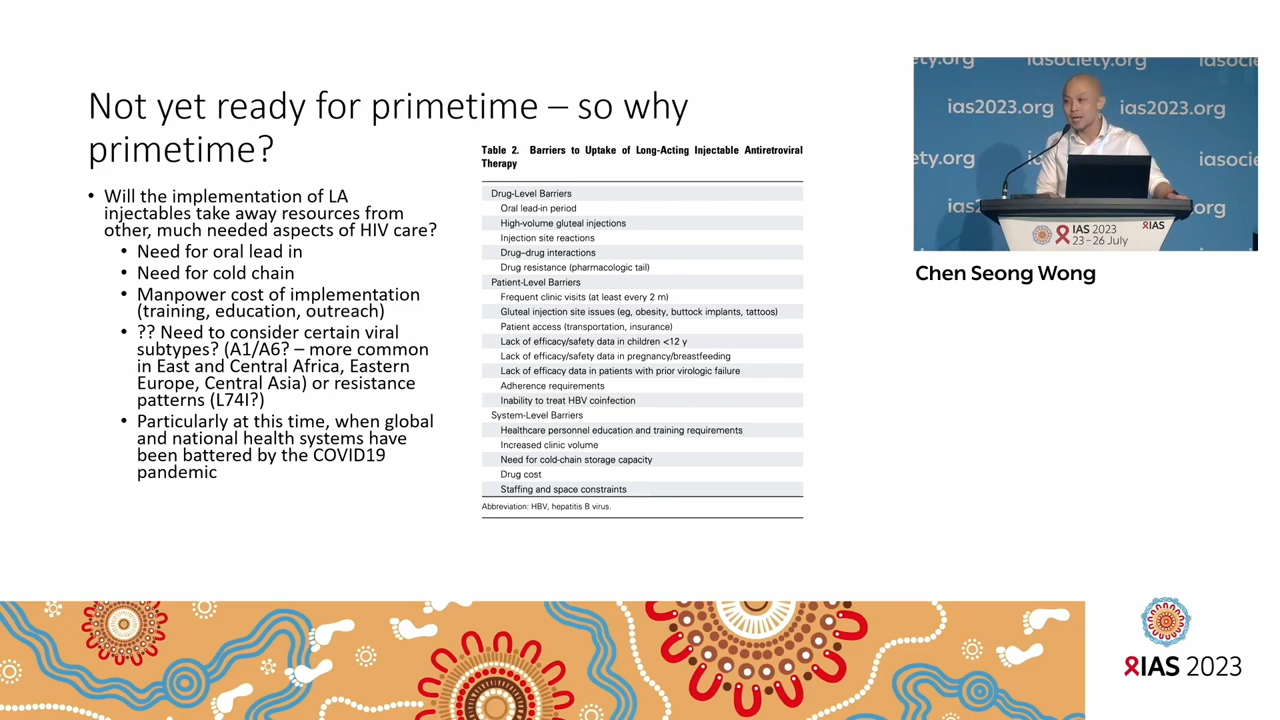 Not yet ready for primetime – so why
primetime?
• Will the implementation of LA
injectables take away resources from
other, much needed aspects of HIV care?
• Need for oral lead in
• Need for cold chain
• Manpower cost of implementation
(training, education, outreach)
• ?? Need to consider certain viral
subtypes? (A1/A6? – more common
in East and Central Africa, Eastern
Europe, Central Asia) or resistance
patterns (L74I?)
• Particularly at this time, when global
and national health systems have
been battered by the COVID19
pandemic
Table 2. Barriers to Uptake of Long-Acting Injectable Antiretroviral
Therapy
Drug-Level Barriers
Oral lead-in period
High-volume gluteal injections
Injection site reactions
Drug–drug interactions
Drug resistance (pharmacologic tail)
Patient-Level Barriers
Frequent clinic visits (at least every 2 m)
Gluteal injection site issues (eg, obesity, buttock implants, tattoos)
Patient access (transportation, insurance)
Lack of efficacy/safety data in children <12 y
Lack of efficacy/safety data in pregnancy/breastfeeding
Lack of efficacy data in patients with prior virologic failure
Adherence requirements
Inability to treat HBV coinfection
System-Level Barriers
Healthcare personnel education and training requirements
Increased clinic volume
Need for cold-chain storage capacity
Drug cost
Staffing and space constraints
Abbreviation: HBV, hepatitis B virus.
ety.org iasociety.org iasocie
ias2023.org ias2023.org
ety.org iasocie
ias2 .org
IAS 2023
23–26 July
IAS
Chen Seong Wong
IAS 2023